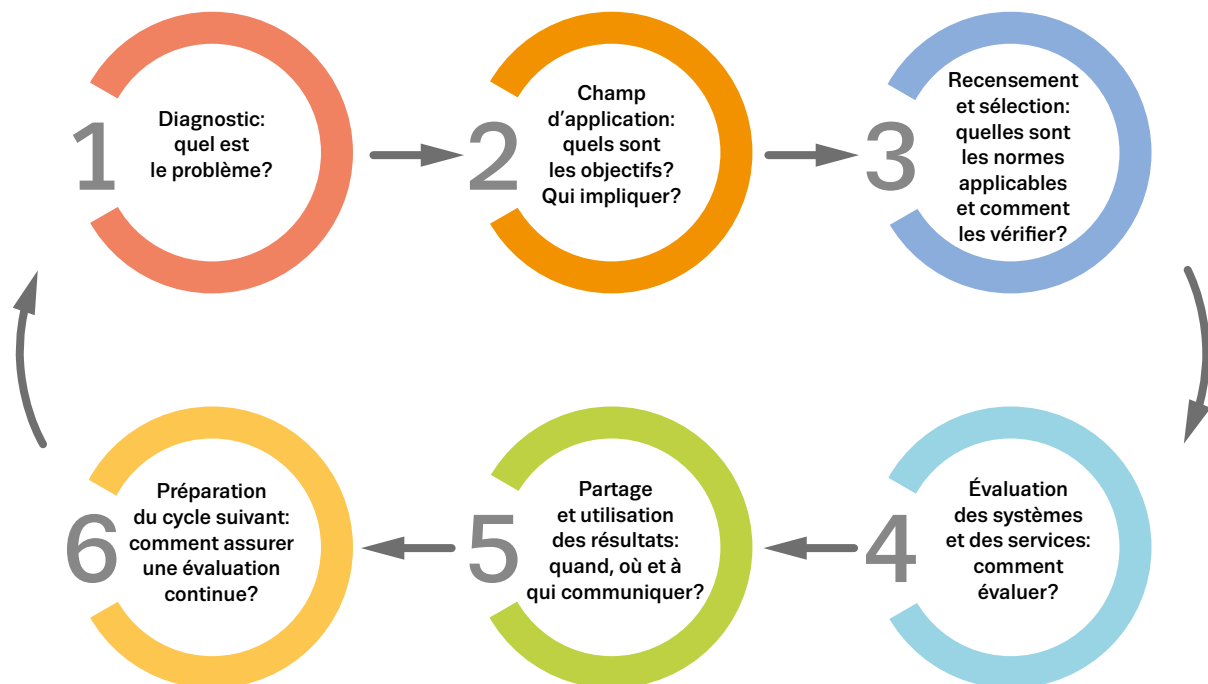 1
Diagnostic:
quel est
le problème?
2
Champ
d'application:
quels sont
les objectifs?
Qui impliquer?
3
Recensement
et sélection:
quelles sont
les normes
applicables
et comment
les vérifier?
4
Évaluation
des systèmes
et des services:
comment
évaluer?
5
Partage
et utilisation
des résultats:
quand, où et à
qui communiquer?
6
Préparation
du cycle suivant:
comment assurer
une évaluation
continue?